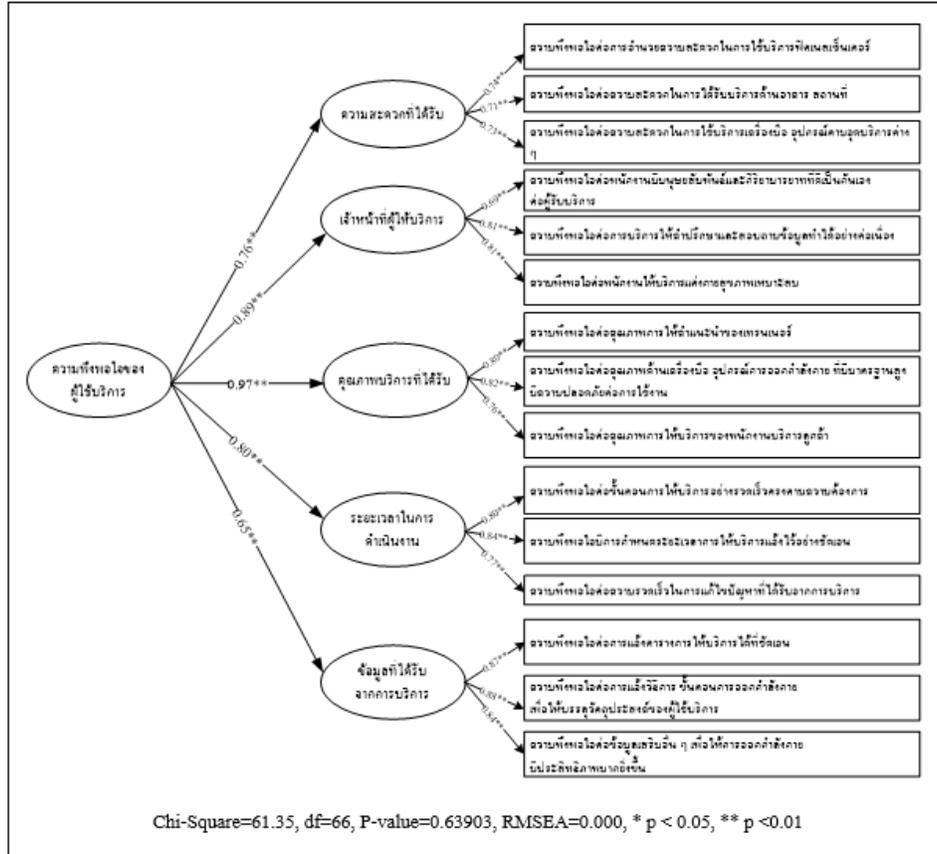 ความพึงพอใจต่อการอำนวยความสะดวกในการใช้บริการฟิตเนสเซ็นเตอร์
0.74**
ความสะดวกที่ได้รับ
0.71**
ความพึงพอใจต่อความสะดวกในการได้รับบริการด้านอาคาร สถานที่
0.73**
ความพึงพอใจต่อความสะดวกในการใช้บริการเครื่องมือ อุปกรณ์ตามจุดบริการต่าง
ๆ
0.76**
ความพึงพอใจต่อพนักงานมีมนุษยสัมพันธ์และกิริยามารยาทที่ดีเป็นกันเอง
ต่อผู้รับบริการ
0.69**
เจ้าหน้าที่ผู้ให้บริการ
0.81**
ความพึงพอใจต่อการบริการให้คำปรึกษาและตอบถามข้อมูลทำได้อย่างต่อเนื่อง
0.81**
ความพึงพอใจต่อพนักงานให้บริการแต่งกายสุภาพเหมาะสม
0.89**
ความพึงพอใจของ
ผู้ใช้บริการ
0.97**
คุณภาพบริการที่ได้รับ
0.80**
ความพึงพอใจต่อคุณภาพการให้คำแนะนำของเทรนเนอร์
0.82**
ความพึงพอใจต่อคุณภาพด้านเครื่องมือ อุปกรณ์การออกกำลังกาย ที่มีมาตรฐานสูง
มีความปลอดภัยต่อการใช้งาน
0.76**
ความพึงพอใจต่อคุณภาพการให้บริการของพนักงานบริการลูกค้า
0.80**
ระยะเวลาในการ
ดำเนินงาน
ความพึงพอใจต่อขั้นตอนการให้บริการอย่างรวดเร็วตรงตามความต้องการ
0.84**
ความพึงพอใจมีการกำหนดระยะเวลาการให้บริการแจ้งไว้อย่างชัดเจน
0.77**
ความพึงพอใจต่อความรวดเร็วในการแก้ไขปัญหาที่ได้รับจากการบริการ
0.65**
ข้อมูลที่ได้รับ
จากการบริการ
0.87**
ความพึงพอใจต่อการแจ้งตารางการให้บริการได้ที่ชัดเจน
0.88**
ความพึงพอใจต่อการแจ้งวิธีการ ขั้นตอนการออกกำลังกาย
เพื่อให้บรรลุวัตถุประสงค์ของผู้ใช้บริการ
0.84**
ความพึงพอใจต่อข้อมูลเสริมอื่น ๆ เพื่อให้การออกกำลังกาย
มีประสิทธิภาพมากยิ่งขึ้น
Chi-Square=61.35, df=66, P-value=0.63903, RMSEA=0.000, * p < 0.05, ** p <0.01